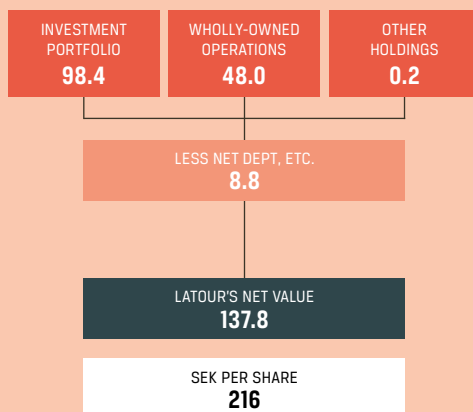 INVESTMENT
PORTFOLIO
98.4
WHOLLY-OWNED
OPERATIONS
48.0
OTHER
HOLDINGS
0.2
LESS NET DEPT, ETC.
8.8
LATOUR'S NET VALUE
137.8
SEK PER SHARE
216